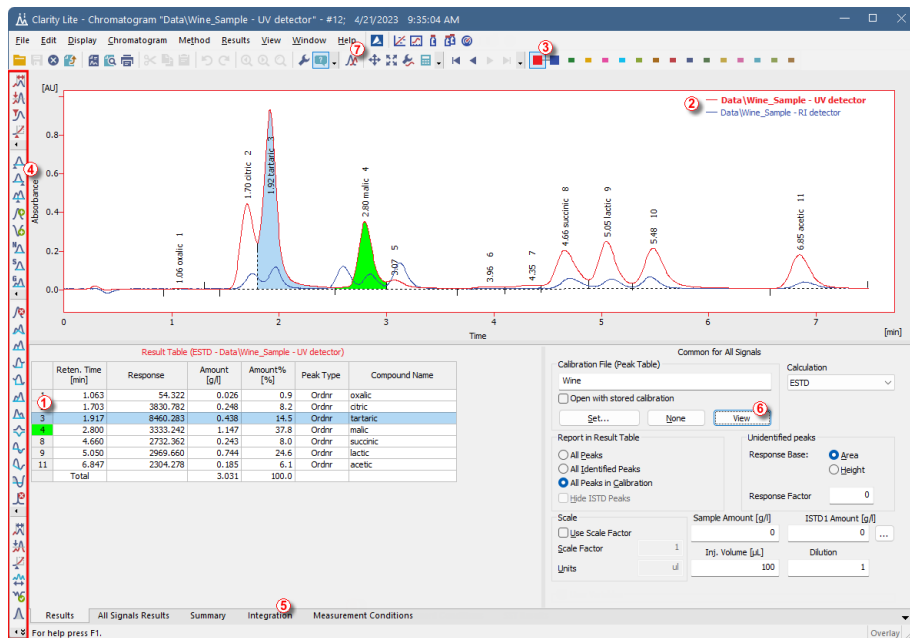 Clarity Lite - Chromatogram "Data\Wine_Sample - UV detector" - #12; 4/21/2023 9:35:04 AM
File Edit Display Chromatogram Method Results View Window Help
7
3
[AU]
2
Data\Wine_Sample - UV detector
Data\Wine_Sample - RI detector
4
Absorbance
0.8
0.6
0.4
0.2
0.0
1.06 oxalic 1
1.70 citric 2
1.92 tartaric 3
2.80 malic 4
3.07 5
3.96 6
4.35 7
4.66 succinic 8
5.05 lactic 9
5.48 10
6.85 acetic 11
0 1 2 3 4 5 6 7
Time
[min]
Result Table (ESTD - Data\Wine_Sample - UV detector)
Reten. Time [min] Response Amount [g/l] Amount% [%] Peak Type Compound Name
1 1.063 54.322 0.026 0.9 Ordnr oxalic
1.703 3830.782 0.248 8.2 Ordnr citric
3 1.917 8460.283 0.438 14.5 Ordnr tartaric
4 2.800 3333.242 1.147 37.8 Ordnr malic
8 4.660 2732.362 0.243 8.0 Ordnr succinic
9 5.050 2969.660 0.744 24.6 Ordnr lactic
11 6.847 2304.278 0.185 6.1 Ordnr acetic
Total 3.031 100.0
1
Common for All Signals
Calibration File (Peak Table)
Wine
Open with stored calibration
Set... None View
6
Calculation
ESTD
Report in Result Table
All Peaks
All Identified Peaks
All Peaks in Calibration
Hide ISTD Peaks
Unidentified peaks
Response Base: Area
Height
Response Factor 0
Scale
Use Scale Factor
Scale Factor 1
Units ul
Sample Amount [g/l] ISTD1 Amount [g/l]
0 0 ...
Inj. Volume [µL] Dilution
100 1
5
Results All Signals Results Summary Integration Measurement Conditions
For help press F1. Overlay